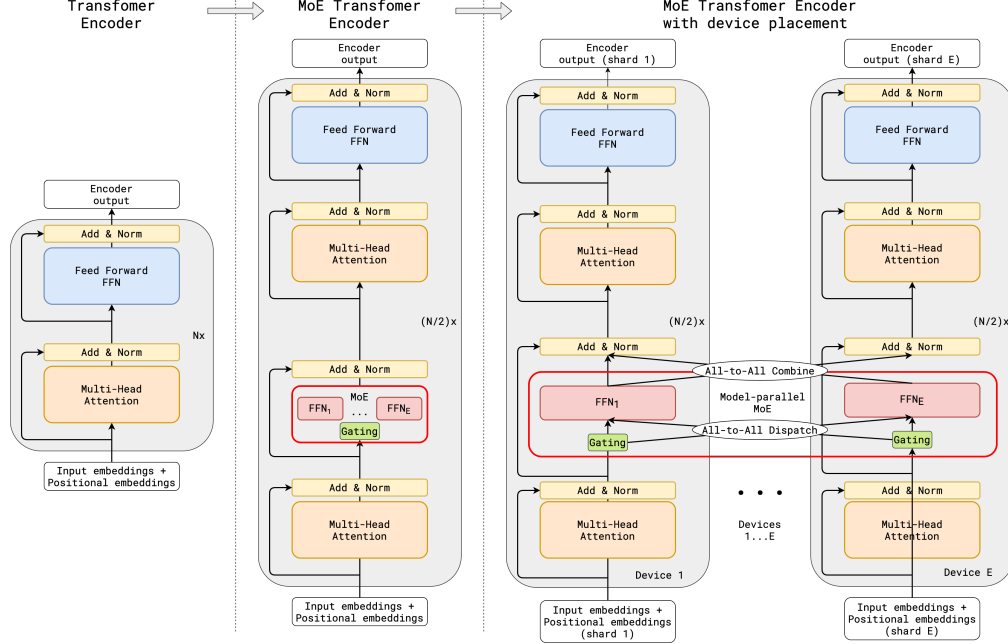 Transfomer
Encoder
MoE Transfomer
Encoder
MoE Transfomer Encoder
with device placement
Encoder
output
Add & Norm
Feed Forward
FFN
Add & Norm
Multi-Head
Attention
Nx
Input embeddings +
Positional embeddings
Encoder
output
Add & Norm
Feed Forward
FFN
Add & Norm
Multi-Head
Attention
(N/2)x
Add & Norm
MoE
FFN1 ... FFNE
Gating
Add & Norm
Multi-Head
Attention
Input embeddings +
Positional embeddings
Encoder
output (shard 1)
Add & Norm
Feed Forward
FFN
Add & Norm
Multi-Head
Attention
(N/2)x
Add & Norm
FFN1
Gating
Add & Norm
Multi-Head
Attention
Device 1
Input embeddings +
Positional embeddings
(shard 1)
All-to-All Combine
Model-parallel
MoE
All-to-All Dispatch
Devices
1...E
Encoder
output (shard E)
Add & Norm
Feed Forward
FFN
Add & Norm
Multi-Head
Attention
(N/2)x
Add & Norm
FFNE
Gating
Add & Norm
Multi-Head
Attention
Device E
Input embeddings +
Positional embeddings
(shard E)